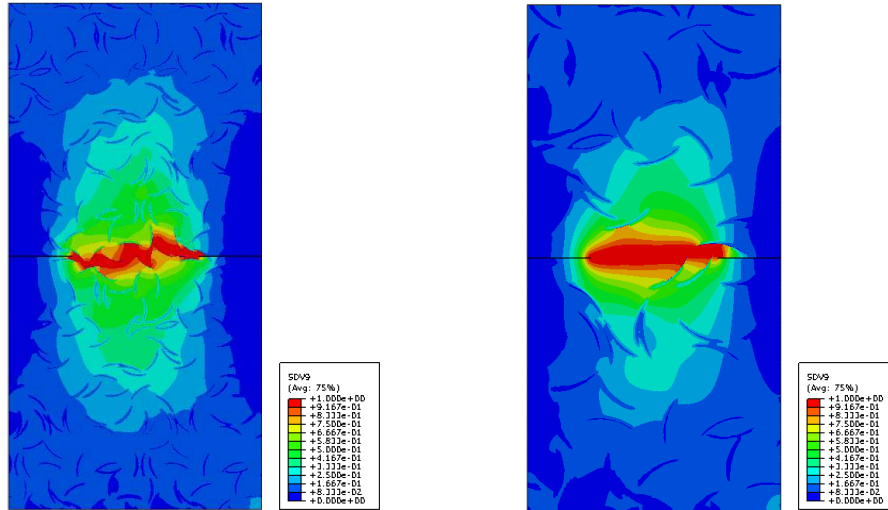 SDV9
(Avg: 75%)
+1.000e+00
+9.167e-01
+8.333e-01
+7.500e-01
+6.667e-01
+5.833e-01
+5.000e-01
+4.167e-01
+3.333e-01
+2.500e-01
+1.667e-01
+8.333e-02
+0.000e+00
SDV9
(Avg: 75%)
+1.000e+00
+9.167e-01
+8.333e-01
+7.500e-01
+6.667e-01
+5.833e-01
+5.000e-01
+4.167e-01
+3.333e-01
+2.500e-01
+1.667e-01
+8.333e-02
+0.000e+00